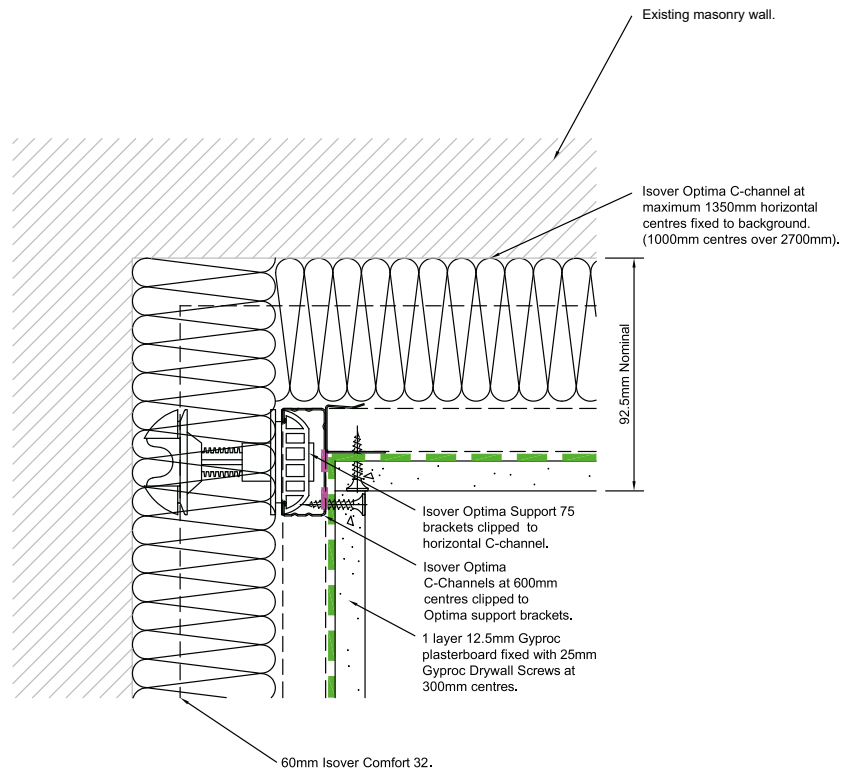 Existing masonry wall.
Isover Optima C-channel at
maximum 1350mm horizontal
centres fixed to background.
(1000mm centres over 2700mm).
92.5mm Nominal
Isover Optima Support 75
brackets clipped to
horizontal C-channel.
Isover Optima
C-Channels at 600mm
centres clipped to
Optima support brackets.
1 layer 12.5mm Gyproc
plasterboard fixed with 25mm
Gyproc Drywall Screws at
300mm centres.
60mm Isover Comfort 32.